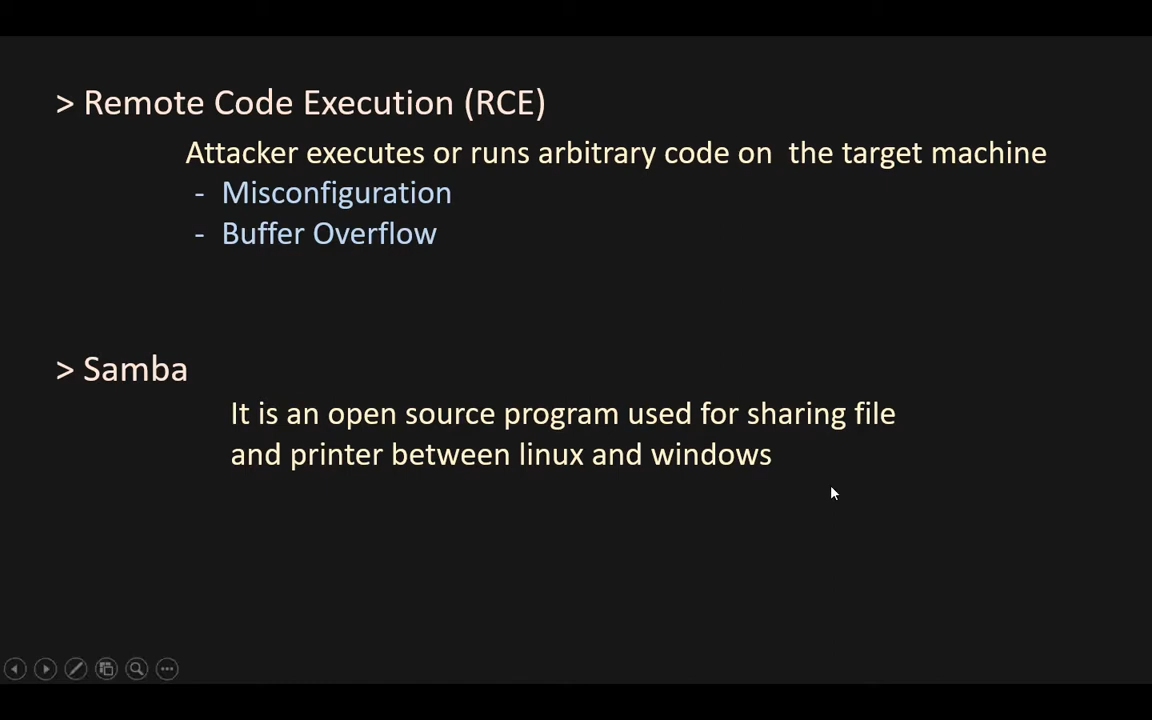 > Remote Code Execution (RCE)
Attacker executes or runs arbitrary code on  the target machine
- Misconfiguration
- Buffer Overflow
> Samba
It is an open source program used for sharing file
and printer between linux and windows